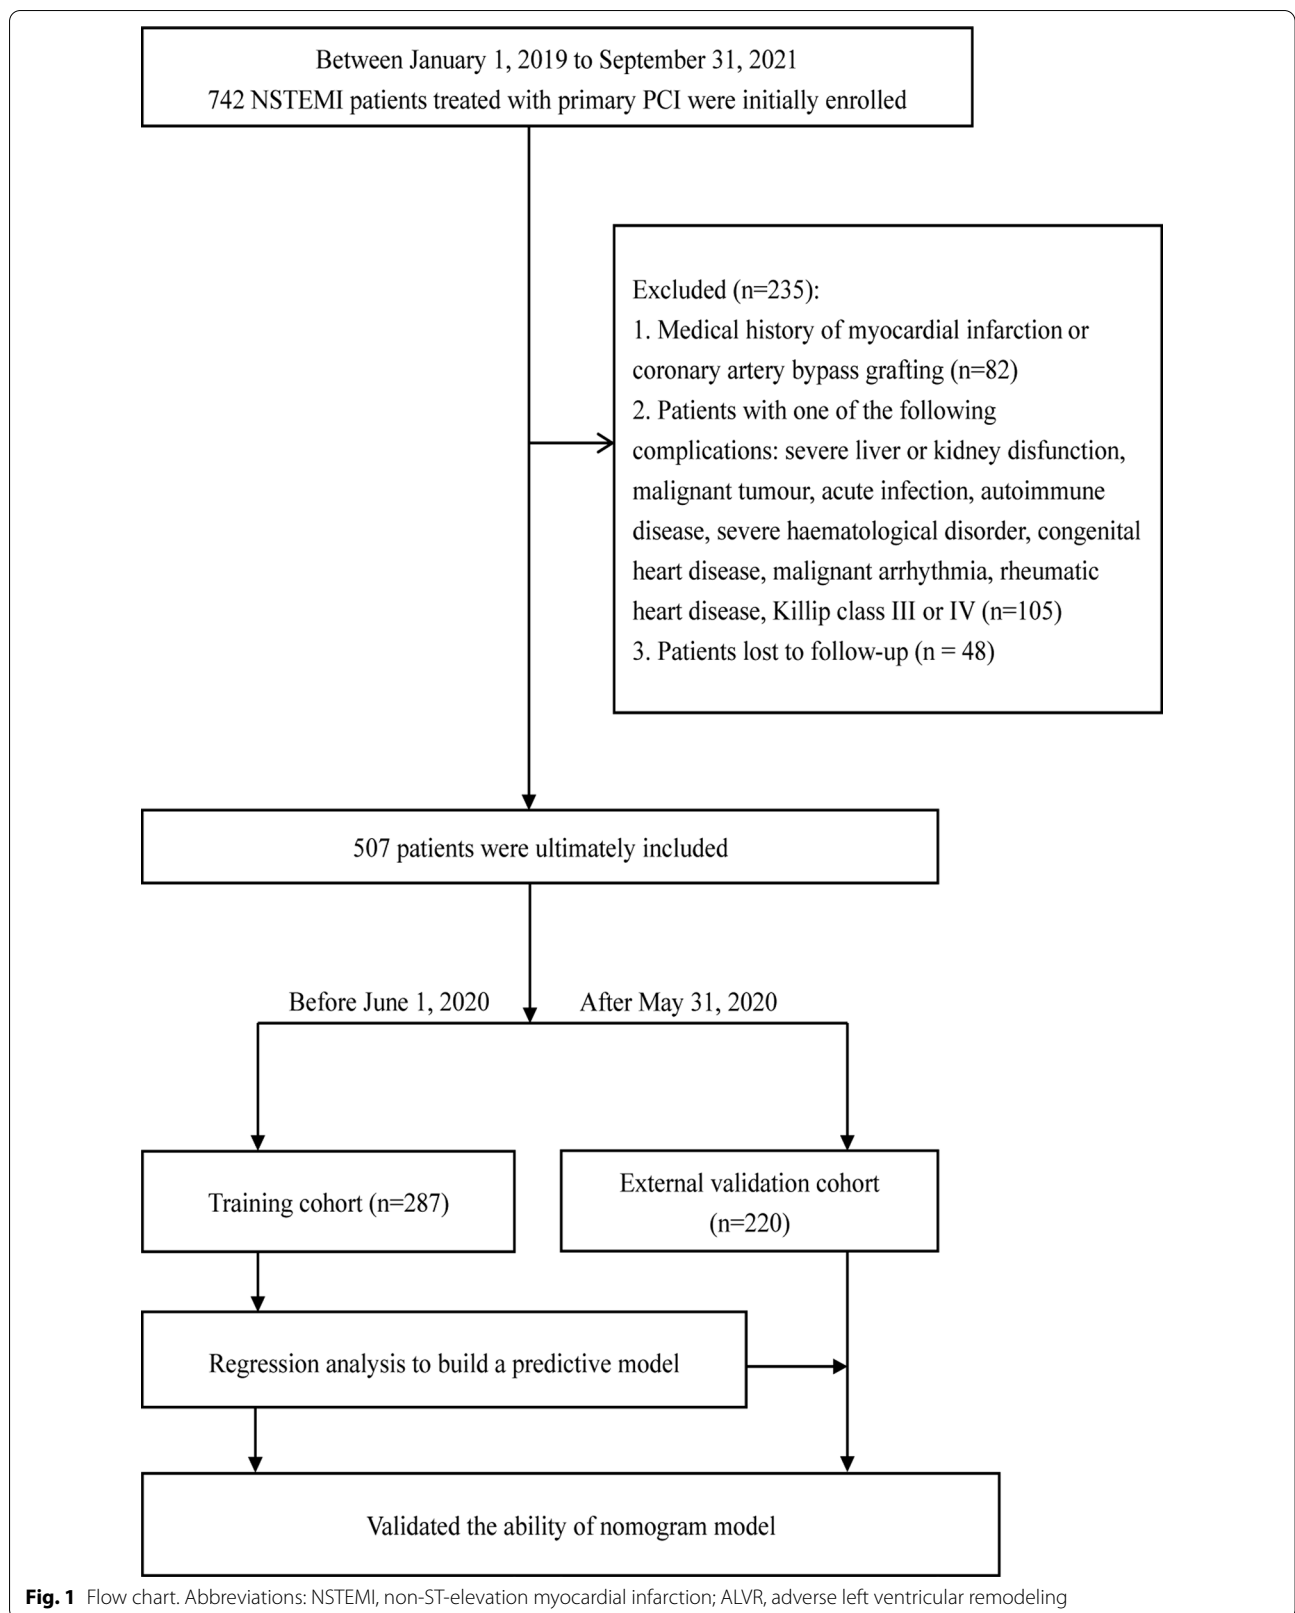 Between January 1, 2019 to September 31, 2021
742 NSTEMI patients treated with primary PCI were initially enrolled
Excluded (n=235):
1. Medical history of myocardial infarction or
coronary artery bypass grafting (n=82)
2. Patients with one of the following
complications: severe liver or kidney disfunction,
malignant tumour, acute infection, autoimmune
disease, severe haematological disorder, congenital
heart disease, malignant arrhythmia, rheumatic
heart disease, Killip class III or IV (n=105)
3. Patients lost to follow-up (n = 48)
507 patients were ultimately included
Before June 1, 2020
After May 31, 2020
Training cohort (n=287)
External validation cohort
(n=220)
Regression analysis to build a predictive model
Validated the ability of nomogram model
Fig. 1 Flow chart. Abbreviations: NSTEMI, non-ST-elevation myocardial infarction; ALVR, adverse left ventricular remodeling